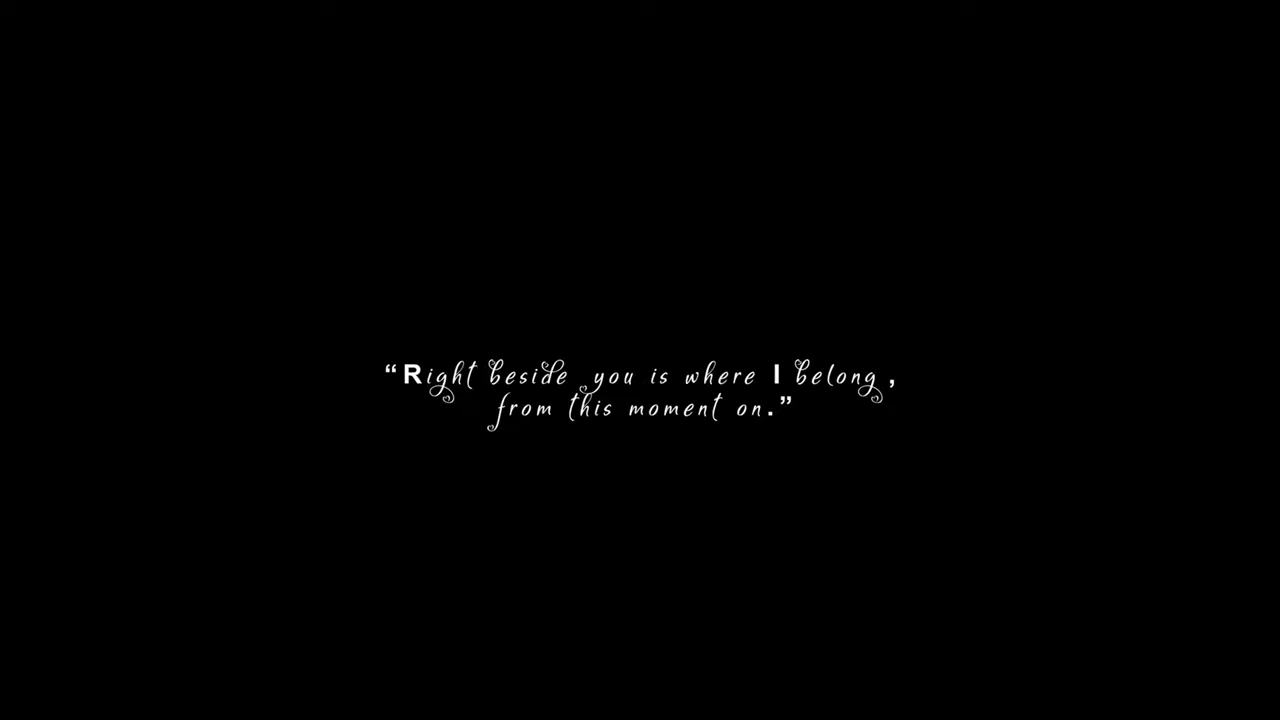 “Right beside you is where I belong,
from this moment on.”